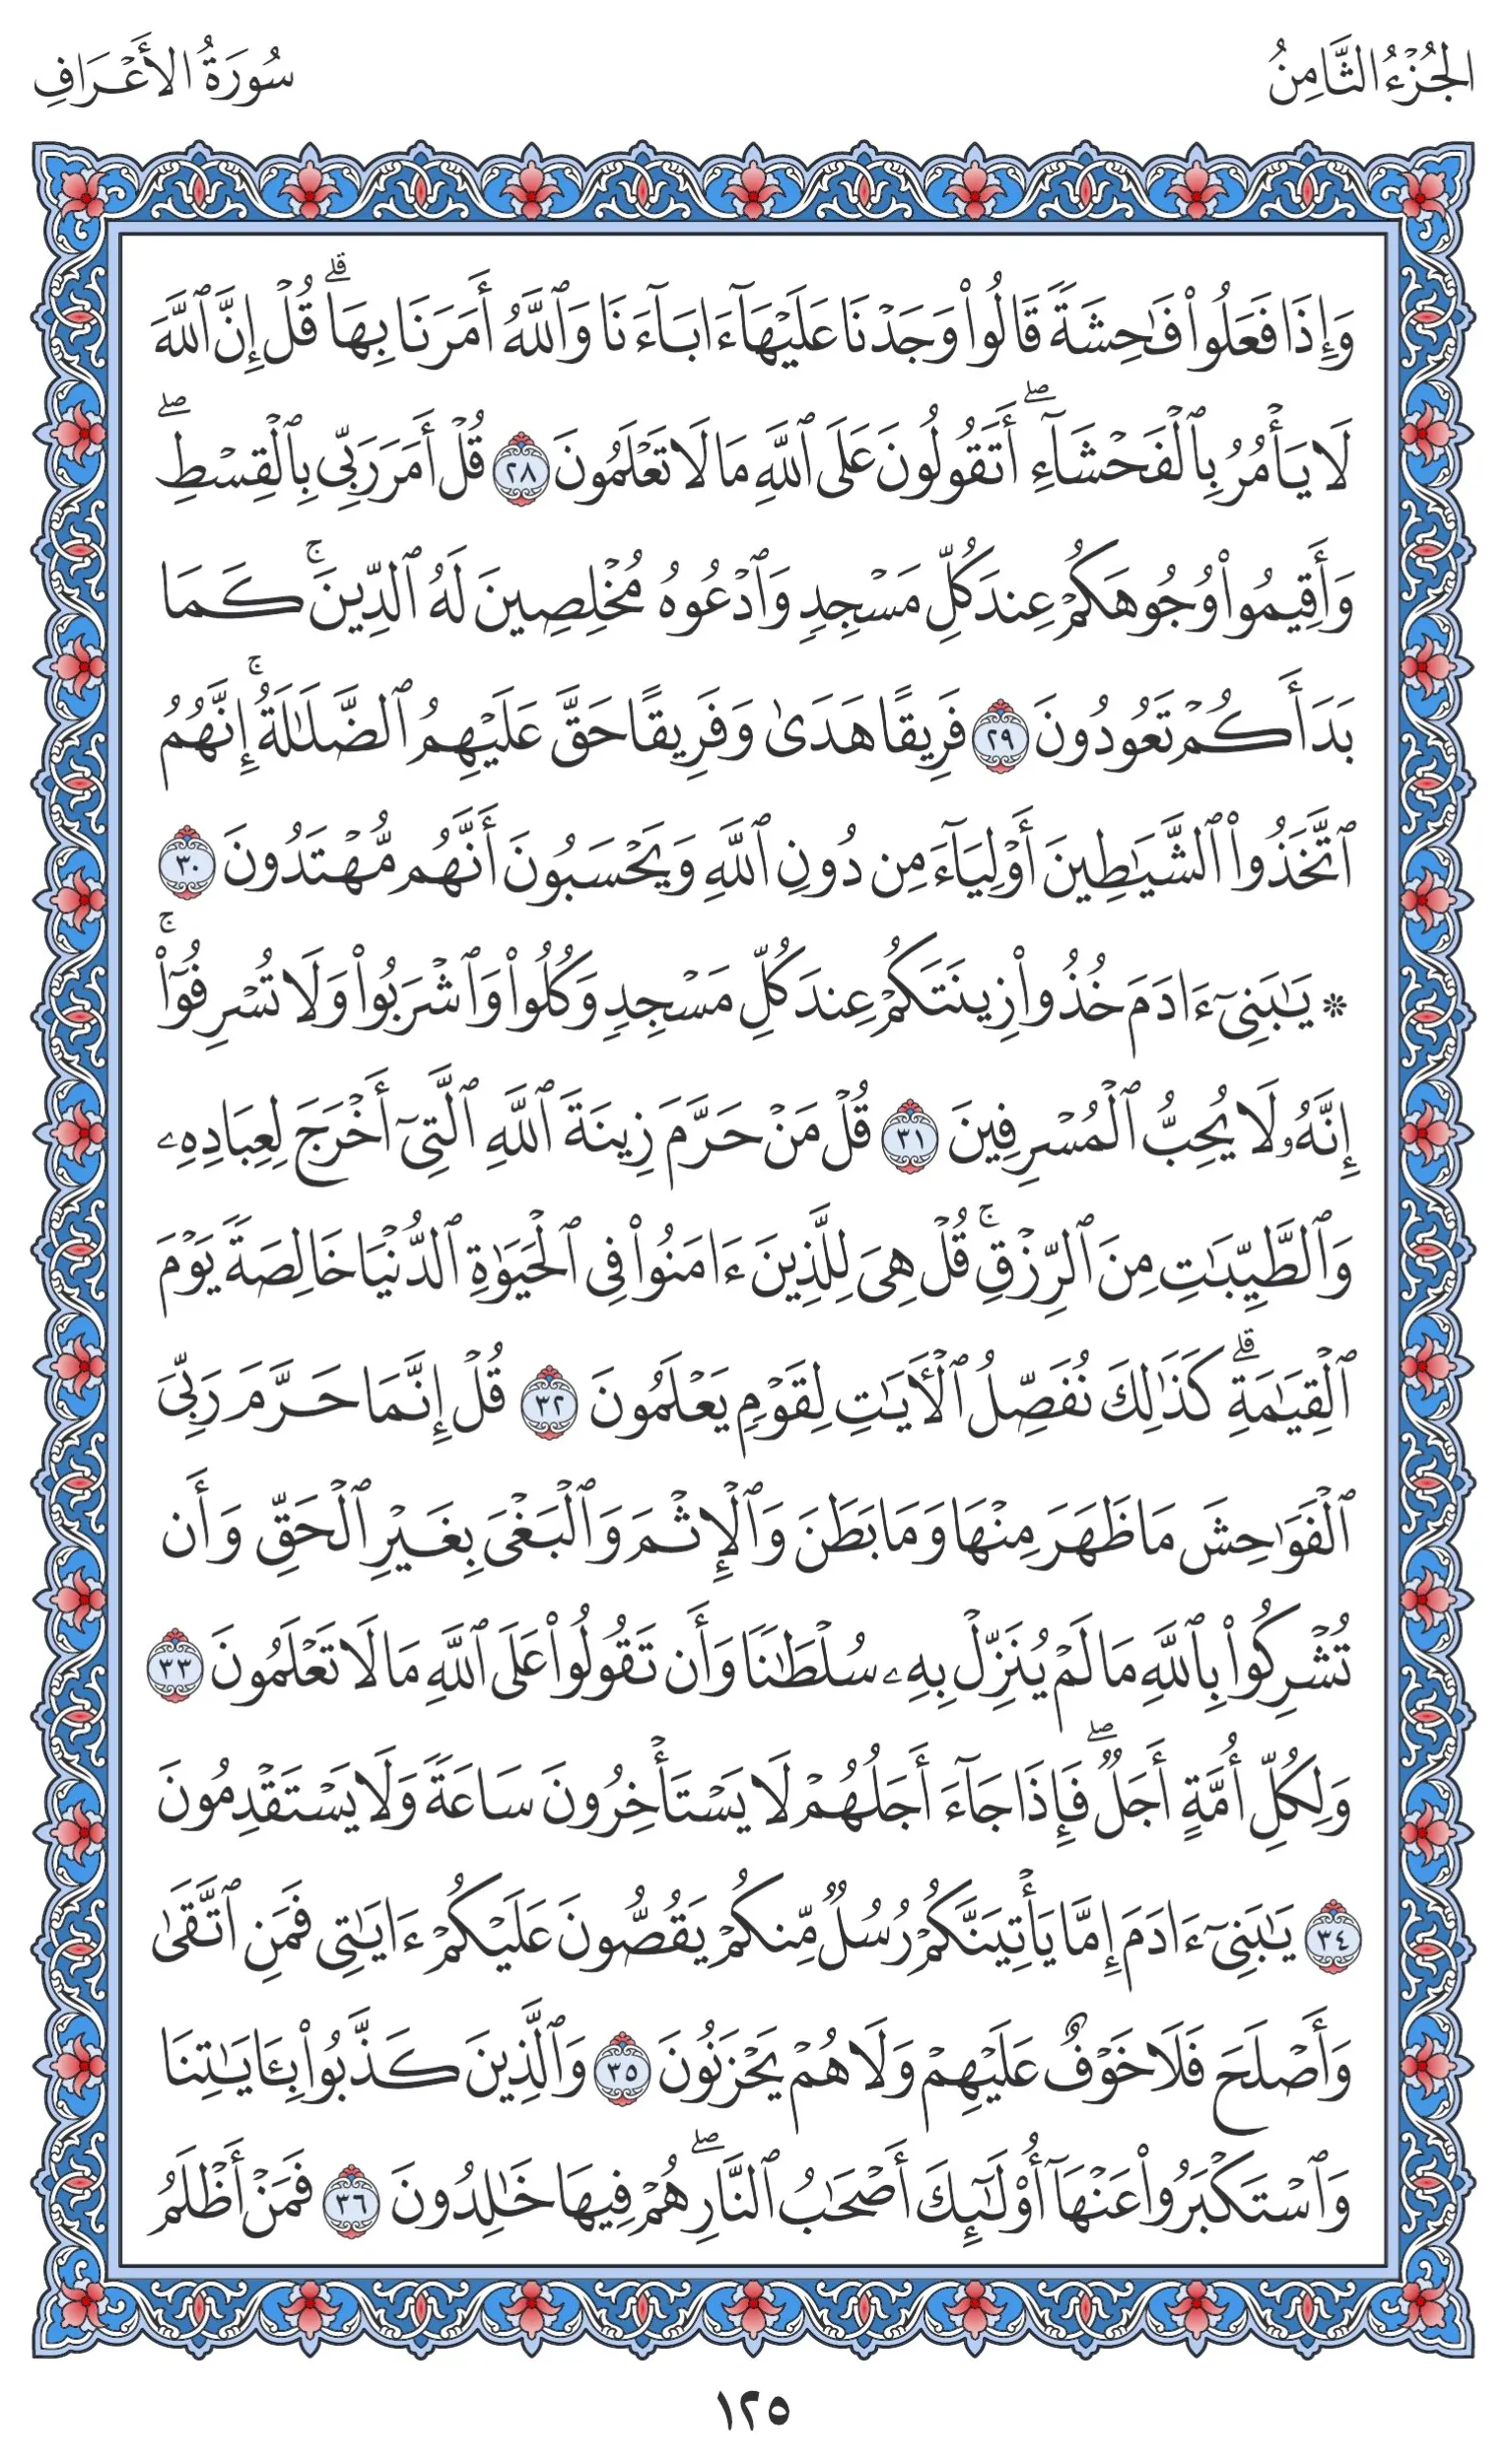 الجُزْءُ الثَّامِنُ
سُورَةُ الأَعْرَافِ
وَإِذَا فَعَلُواْ فَٰحِشَةٗ قَالُواْ وَجَدۡنَا عَلَيۡهَآ ءَابَآءَنَا وَٱللَّهُ أَمَرَنَا بِهَاۗ قُلۡ إِنَّ ٱللَّهَ
لَا يَأۡمُرُ بِٱلۡفَحۡشَآءِۖ أَتَقُولُونَ عَلَى ٱللَّهِ مَا لَا تَعۡلَمُونَ ٢٨ قُلۡ أَمَرَ رَبِّي بِٱلۡقِسۡطِۖ
وَأَقِيمُواْ وُجُوهَكُمۡ عِندَ كُلِّ مَسۡجِدٖ وَٱدۡعُوهُ مُخۡلِصِينَ لَهُ ٱلدِّينَۚ كَمَا
بَدَأَكُمۡ تَعُودُونَ ٢٩ فَرِيقًا هَدَىٰ وَفَرِيقًا حَقَّ عَلَيۡهِمُ ٱلضَّلَٰلَةُۚ إِنَّهُمُ
ٱتَّخَذُواْ ٱلشَّيَٰطِينَ أَوۡلِيَآءَ مِن دُونِ ٱللَّهِ وَيَحۡسَبُونَ أَنَّهُم مُّهۡتَدُونَ ٣٠
۞ يَٰبَنِيٓ ءَادَمَ خُذُواْ زِينَتَكُمۡ عِندَ كُلِّ مَسۡجِدٖ وَكُلُواْ وَٱشۡرَبُواْ وَلَا تُسۡرِفُوٓاْۚ
إِنَّهُۥ لَا يُحِبُّ ٱلۡمُسۡرِفِينَ ٣١ قُلۡ مَنۡ حَرَّمَ زِينَةَ ٱللَّهِ ٱلَّتِيٓ أَخۡرَجَ لِعِبَادِهِۦ
وَٱلطَّيِّبَٰتِ مِنَ ٱلرِّزۡقِۚ قُلۡ هِيَ لِلَّذِينَ ءَامَنُواْ فِي ٱلۡحَيَوٰةِ ٱلدُّنۡيَا خَالِصَةٗ يَوۡمَ
ٱلۡقِيَٰمَةِۗ كَذَٰلِكَ نُفَصِّلُ ٱلۡأٓيَٰتِ لِقَوۡمٖ يَعۡلَمُونَ ٣٢ قُلۡ إِنَّمَا حَرَّمَ رَبِّيَ
ٱلۡفَوَٰحِشَ مَا ظَهَرَ مِنۡهَا وَمَا بَطَنَ وَٱلۡإِثۡمَ وَٱلۡبَغۡيَ بِغَيۡرِ ٱلۡحَقِّ وَأَن
تُشۡرِكُواْ بِٱللَّهِ مَا لَمۡ يُنَزِّلۡ بِهِۦ سُلۡطَٰنٗا وَأَن تَقُولُواْ عَلَى ٱللَّهِ مَا لَا تَعۡلَمُونَ ٣٣
وَلِكُلِّ أُمَّةٍ أَجَلٞۖ فَإِذَا جَآءَ أَجَلُهُمۡ لَا يَسۡتَأۡخِرُونَ سَاعَةٗ وَلَا يَسۡتَقۡدِمُونَ
٣٤ يَٰبَنِيٓ ءَادَمَ إِمَّا يَأۡتِيَنَّكُمۡ رُسُلٞ مِّنكُمۡ يَقُصُّونَ عَلَيۡكُمۡ ءَايَٰتِي فَمَنِ ٱتَّقَىٰ
وَأَصۡلَحَ فَلَا خَوۡفٌ عَلَيۡهِمۡ وَلَا هُمۡ يَحۡزَنُونَ ٣٥ وَٱلَّذِينَ كَذَّبُواْ بِـَٔايَٰتِنَا
وَٱسۡتَكۡبَرُواْ عَنۡهَآ أُوْلَٰٓئِكَ أَصۡحَٰبُ ٱلنَّارِۖ هُمۡ فِيهَا خَٰلِدُونَ ٣٦ فَمَنۡ أَظۡلَمُ
١٢٥